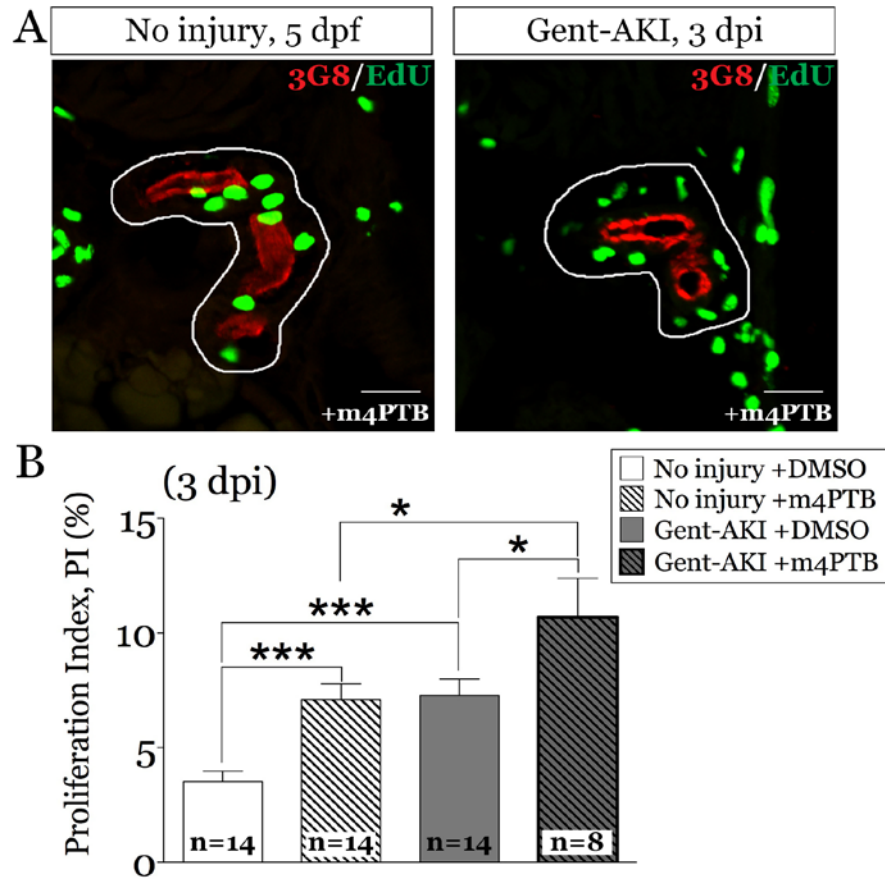 A
No injury, 5 dpf
Gent-AKI, 3 dpi
3G8/EdU
3G8/EdU
+m4PTB
+m4PTB
B
(3 dpi)
No injury +DMSO
No injury +m4PTB
Gent-AKI +DMSO
Gent-AKI +m4PTB
Proliferation Index, PI (%)
15
10
5
0
*
*
***
***
n=14
n=14
n=14
n=8